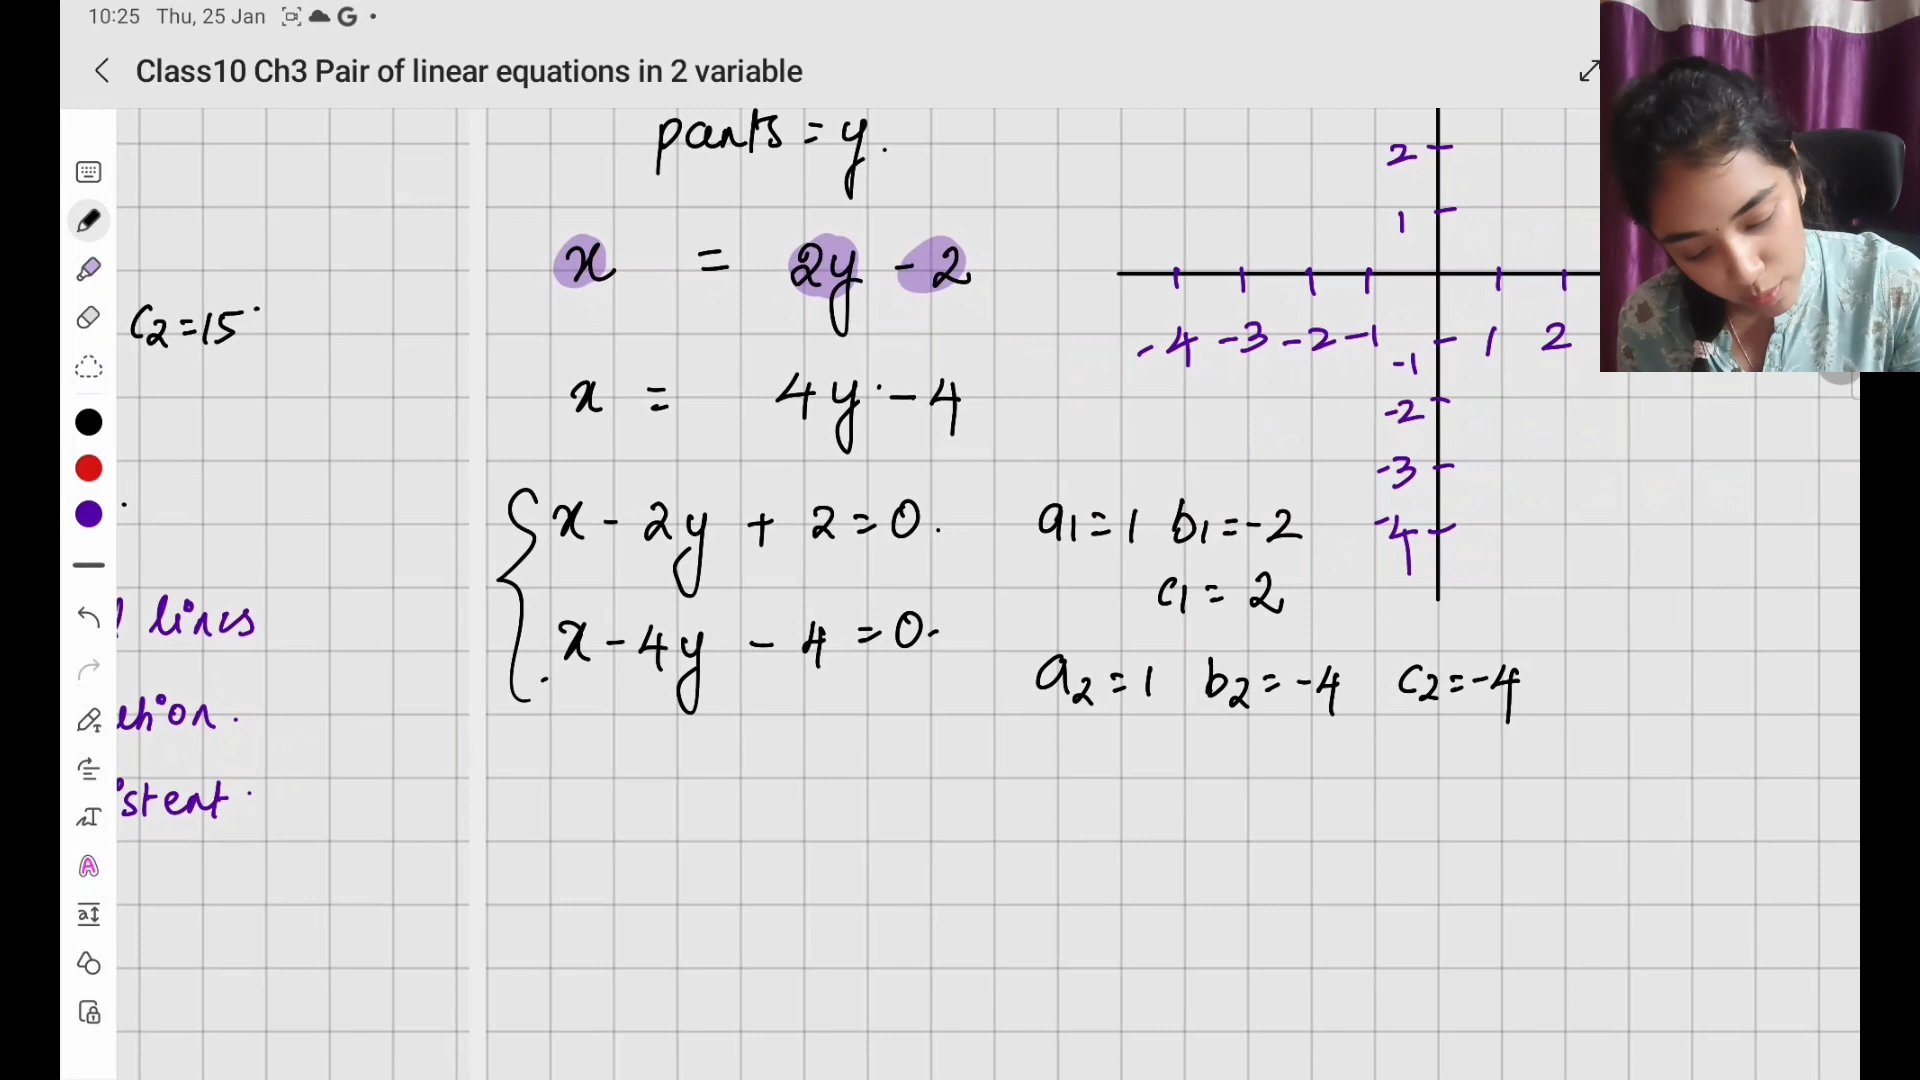 10:25 Thu, 25 Jan
Class10 Ch3 Pair of linear equations in 2 variable
C2 = 15
lines
pants = y.
x = 2y - 2
x = 4y - 4
x - 2y + 2 = 0.
x - 4y - 4 = 0.
a1 = 1 b1 = -2
c1 = 2
a2 = 1 b2 = -4 c2 = -4
2
1
-4 -3 -2 -1 1 2
-1
-2
-3
-4